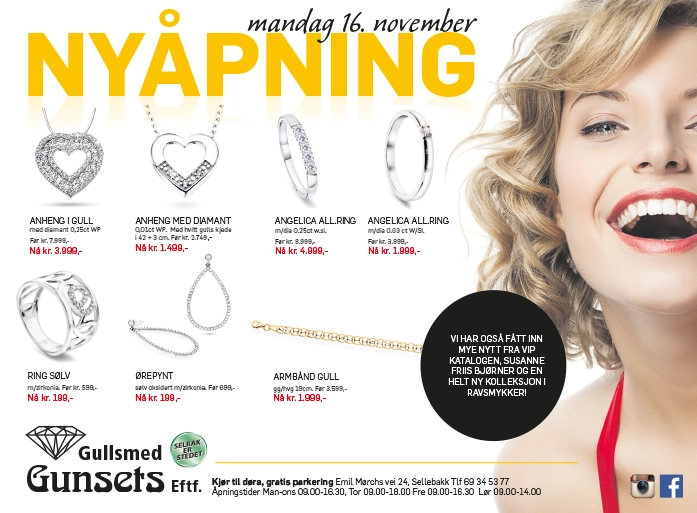 mandag 16. november
NYÅPNING
ANHENG I GULL
med diamant 0,25ct WP
Før kr. 7.999,-
Nå kr. 3.999,-
ANHENG MED DIAMANT
0,01ct WP. Med hvitt gulls kjede
i 42 + 3 cm. Før kr. 2.749,-
Nå kr. 1.499,-
ANGELICA ALL.RING
m/dia 0.25ct w.si.
Før kr. 8.999,-
Nå kr. 4.999,-
ANGELICA ALL.RING
m/dia 0.03 ct W/SI.
Før kr. 3.999,-
Nå kr. 1.999,-
RING SØLV
m/zirkonia. Før kr. 599,-
Nå kr. 199,-
ØREPYNT
sølv oksidert m/zirkonia. Før 699,-
Nå kr. 199,-
ARMBÅND GULL
gg/hvg 19cm. Før kr. 3.599,-
Nå kr. 1.999,-
VI HAR OGSÅ FÅTT INN
MYE NYTT FRA VIP
KATALOGEN, SUSANNE
FRIIS BJØRNER OG EN
HELT NY KOLLEKSJON I
RAVSMYKKER!
Gullsmed
Gunsets Eftf.
SELBAK
ER
STEDET
Kjør til døra, gratis parkering Emil Mørchs vei 24, Sellebakk Tlf 69 34 53 77
Åpningstider Man-ons 09.00-16.30, Tor 09.00-18.00 Fre 09.00-16.30 Lør 09.00-14.00